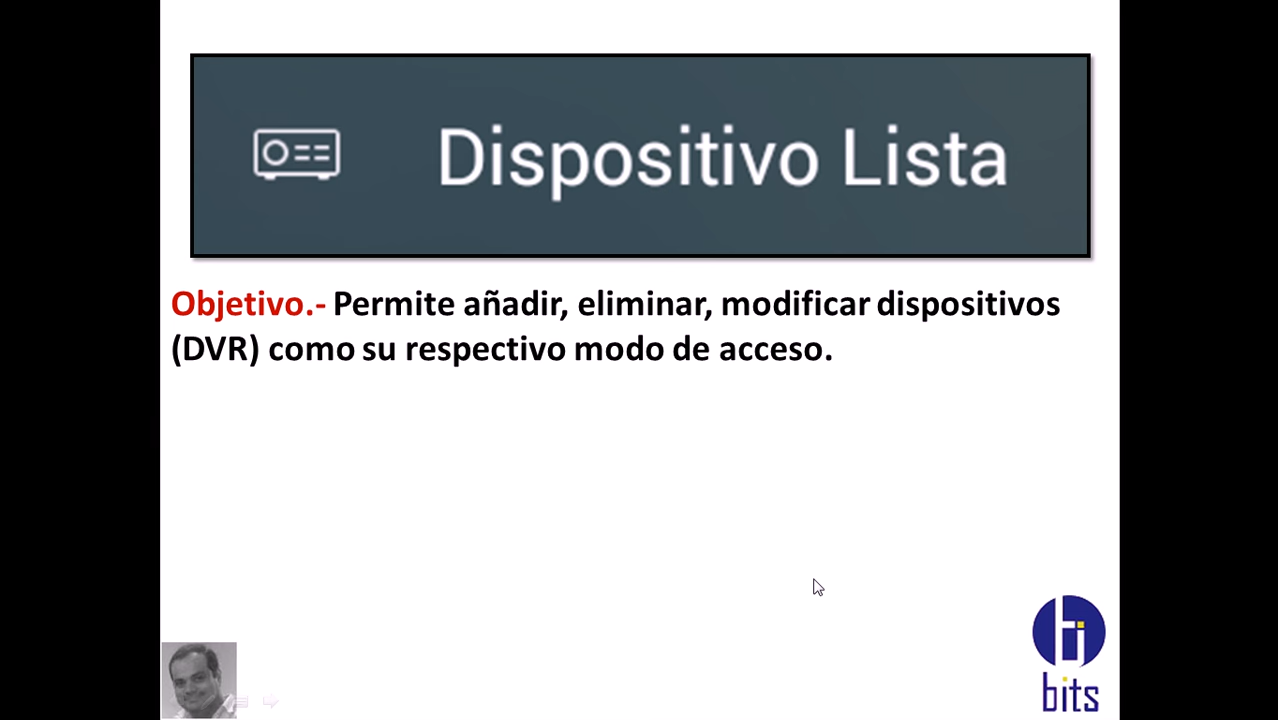 Dispositivo Lista
Objetivo.- Permite añadir, eliminar, modificar dispositivos
(DVR) como su respectivo modo de acceso.
bits